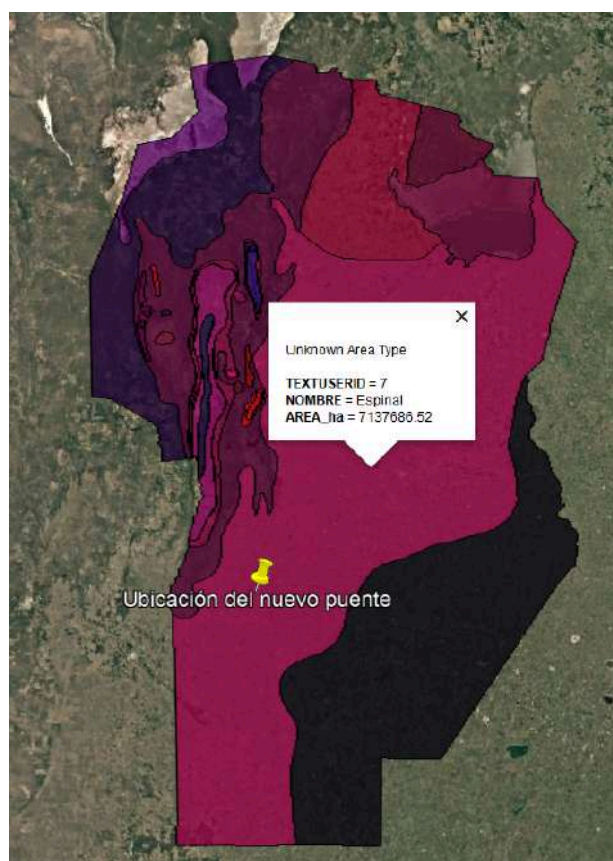 Unknown Area Type
TEXTUSERID = 7
NOMBRE = Espinal
AREA_ha = 7137686.52
Ubicación del nuevo puente